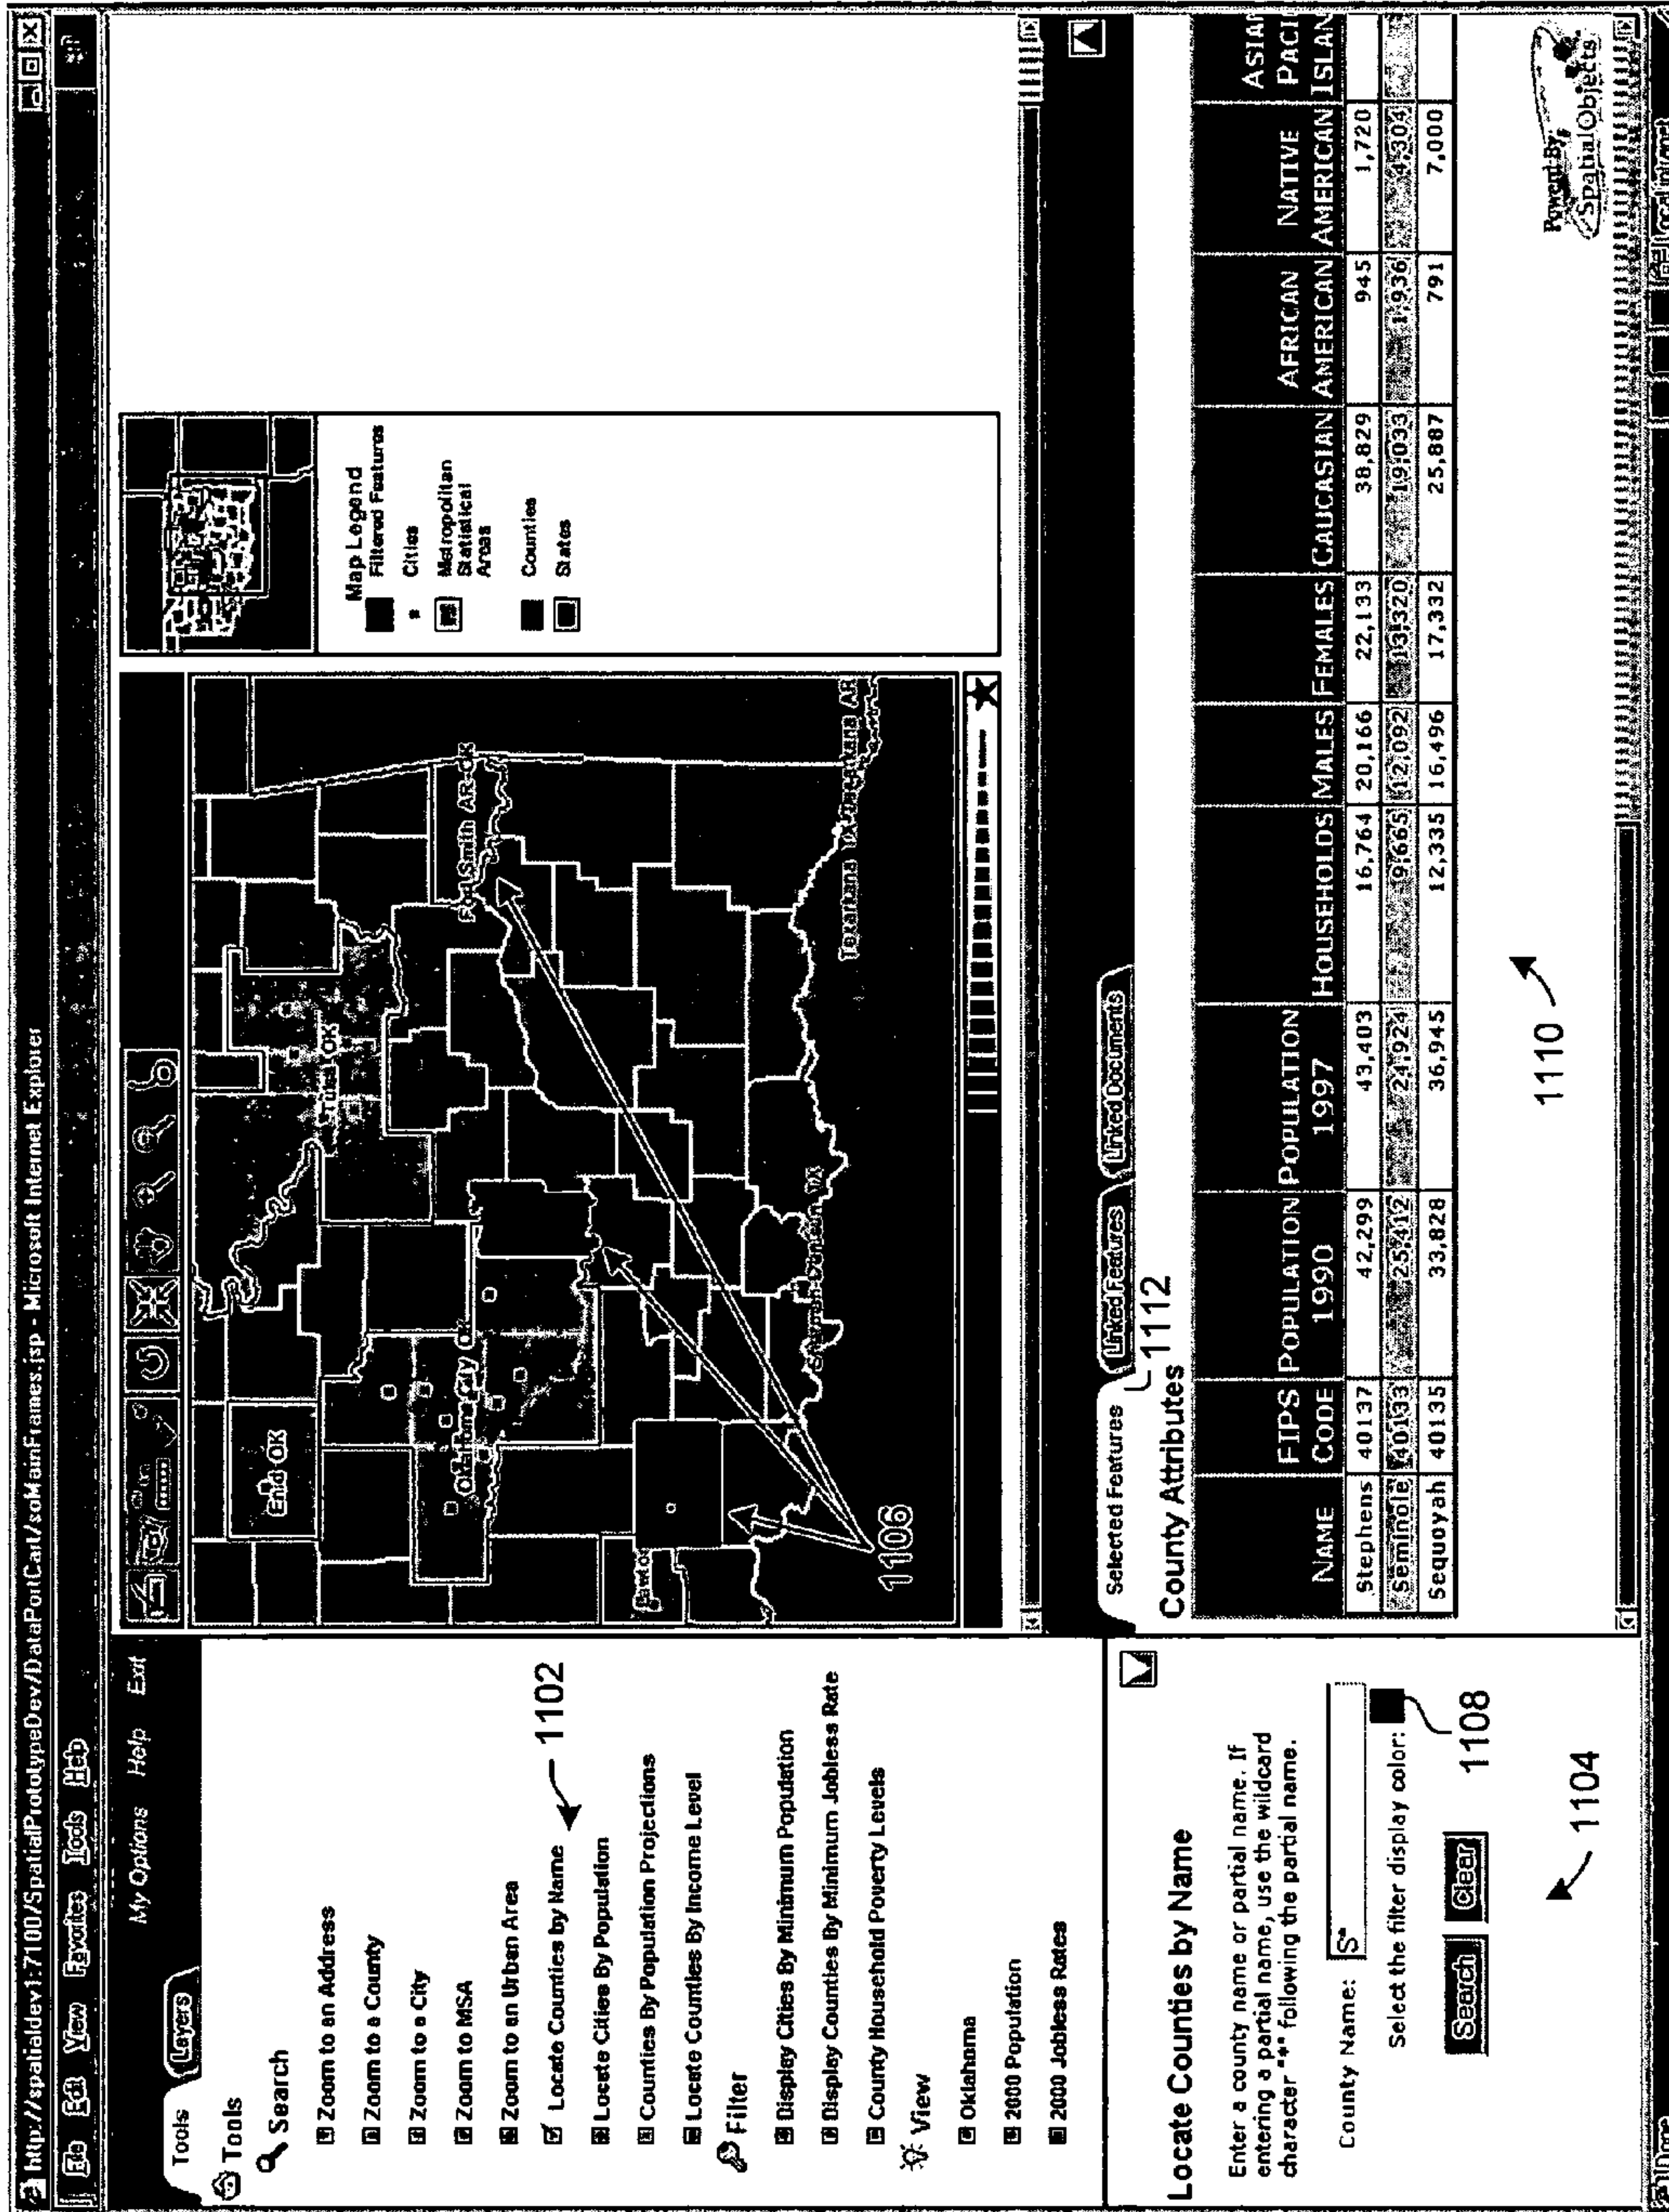 http://spatialdev1:7100/SpatialPrototypeDev/DataPortCart/soMainFrames.jsp - Microsoft Internet Explorer
File Edit View Favorites Tools Help
My Options Help Exit
Tools Layers
Tools
Search
Zoom to an Address
Zoom to a County
Zoom to a City
Zoom to MSA
Zoom to an Urban Area
Locate Counties by Name
1102
Locate Cities By Population
Counties By Population Projections
Locate Counties By Income Level
Filter
Display Cities By Minimum Population
Display Counties By Minimum Jobless Rate
County Household Poverty Levels
View
Oklahoma
2000 Population
2000 Jobless Rates
Enid OK
Tulsa OK
Oklahoma City OK
Fort Smith AR-OK
Sherman-Denison TX
1106
Map Legend
Filtered Features
Cities
Metropolitan
Statistical
Areas
Counties
States
Locate Counties by Name
Enter a county name or partial name. If
entering a partial name, use the wildcard
character "*" following the partial name.
County Name: S*
Select the filter display color:
1108
Search Clear
1104
Selected Features Linked Features Linked Documents
1112
County Attributes
NAME FIPS CODE POPULATION 1990 POPULATION 1997 HOUSEHOLDS MALES FEMALES CAUCASIAN AFRICAN AMERICAN NATIVE AMERICAN ASIAN PACI ISLAN
Stephens 40137 42,299 43,403 16,764 20,166 22,133 38,829 945 1,720
Seminole 40133 25,412 24,924 9,665 12,092 13,320 19,033 1,936 4,304
Sequoyah 40135 33,828 36,945 12,335 16,496 17,332 25,887 791 7,000
1110
Powered By
SpatialObjects
Done Local intranet